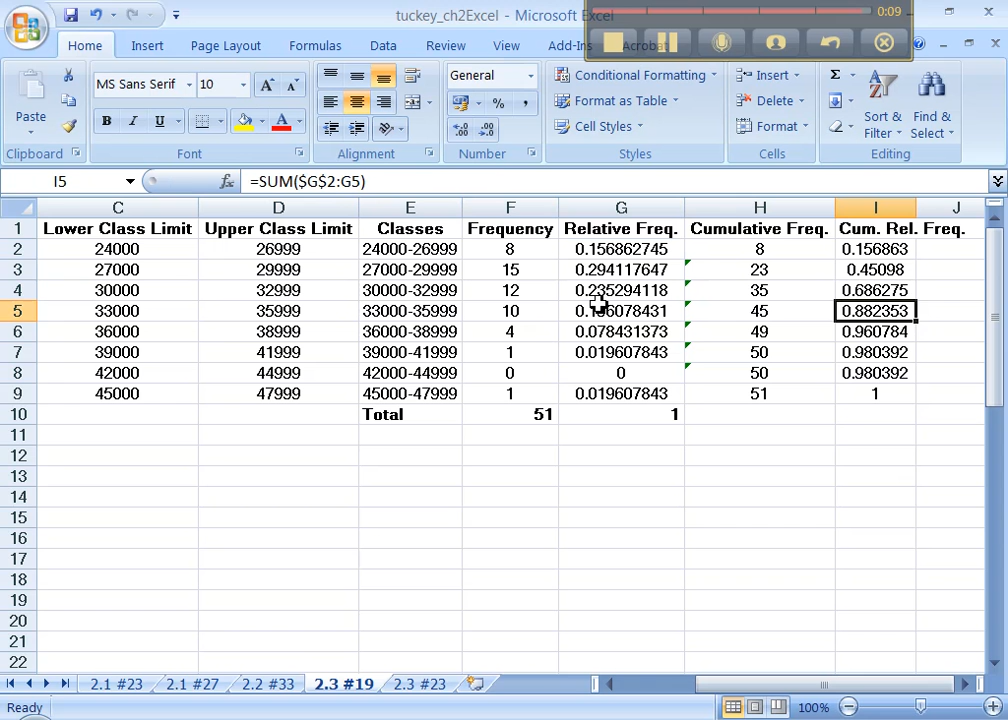 tuckey_ch2Excel - Microsoft Excel
0:09
Home Insert Page Layout Formulas Data Review View Add-Ins Acrobat
Paste
MS Sans Serif 10
General
Conditional Formatting
Format as Table
Cell Styles
Insert
Delete
Format
Sort & Filter
Find & Select
Clipboard Font Alignment Number Styles Cells Editing
I5 fx =SUM($G$2:G5)
C D E F G H I J
1 Lower Class Limit Upper Class Limit Classes Frequency Relative Freq. Cumulative Freq. Cum. Rel. Freq.
2 24000 26999 24000-26999 8 0.156862745 8 0.156863
3 27000 29999 27000-29999 15 0.294117647 23 0.45098
4 30000 32999 30000-32999 12 0.235294118 35 0.686275
5 33000 35999 33000-35999 10 0.196078431 45 0.882353
6 36000 38999 36000-38999 4 0.078431373 49 0.960784
7 39000 41999 39000-41999 1 0.019607843 50 0.980392
8 42000 44999 42000-44999 0 0 50 0.980392
9 45000 47999 45000-47999 1 0.019607843 51 1
10 Total 51 1
11
12
13
14
15
16
17
18
19
20
21
22
2.1 #23 2.1 #27 2.2 #33 2.3 #19 2.3 #23
Ready 100%